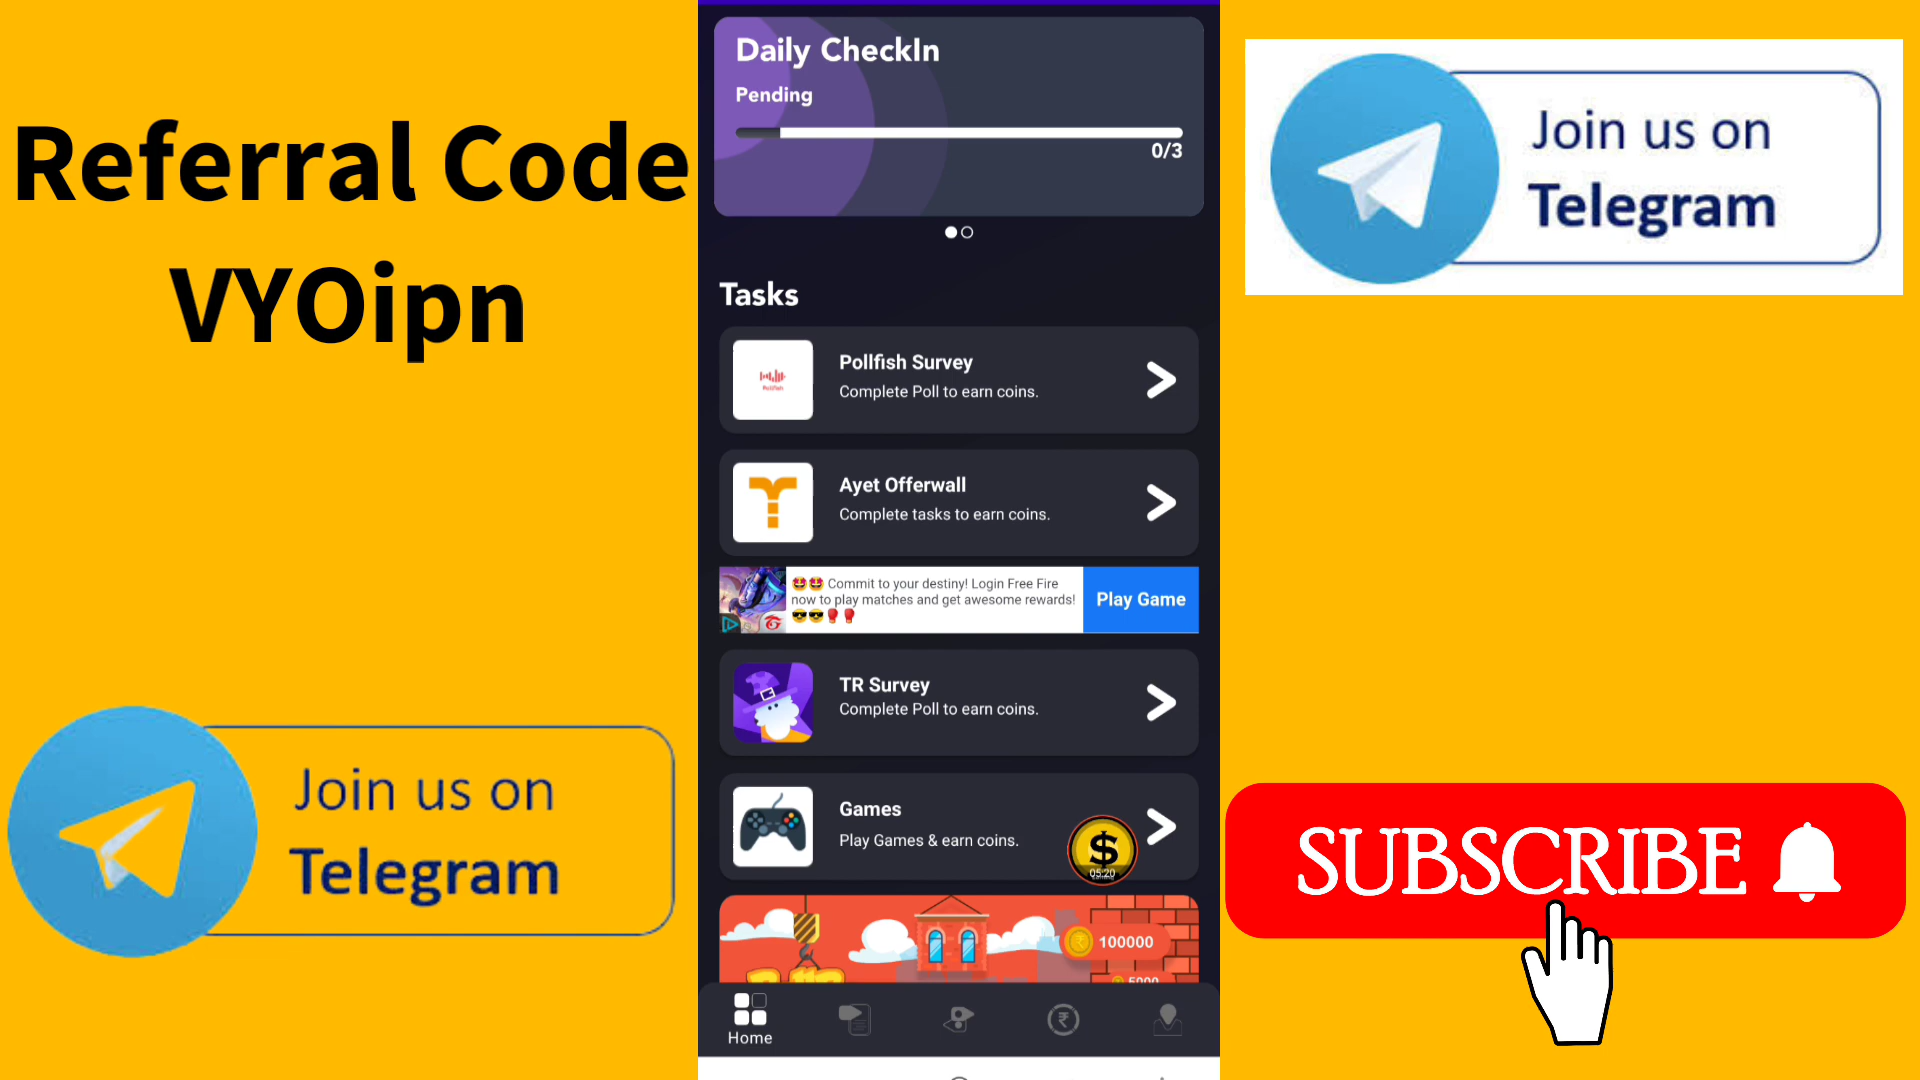 Referral Code
VYOipn
Join us on
Telegram
Daily CheckIn
Pending
0/3
Tasks
Pollfish Survey
Complete Poll to earn coins.
Ayet Offerwall
Complete tasks to earn coins.
🤩🤩 Commit to your destiny! Login Free Fire
now to play matches and get awesome rewards!
😎😎🥊🥊
Play Game
TR Survey
Complete Poll to earn coins.
Games
Play Games & earn coins.
$
05:20
100000
5000
Home
Join us on
Telegram
SUBSCRIBE